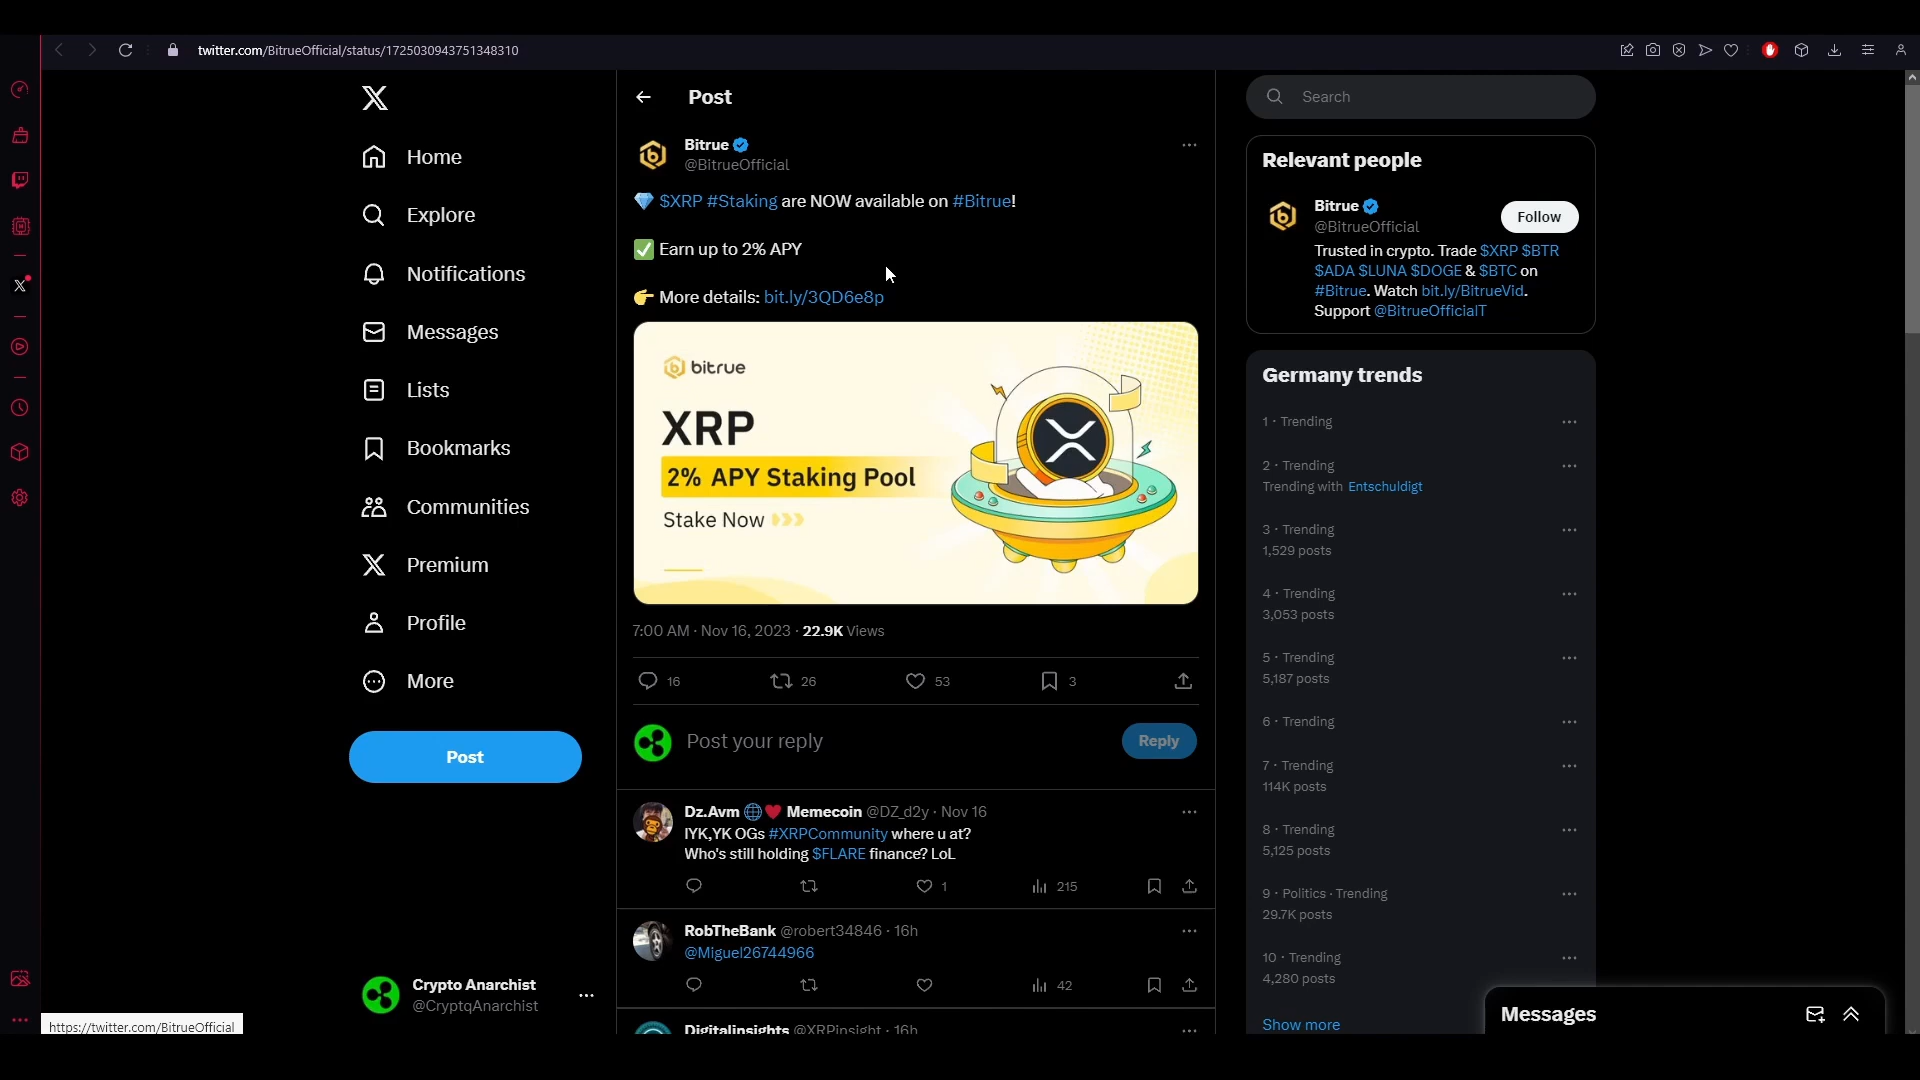 twitter.com/BitrueOfficial/status/1725030943751348310
Home
Explore
Notifications
Messages
Lists
Bookmarks
Communities
Premium
Profile
More
Post
Crypto Anarchist
@CryptqAnarchist
https://twitter.com/BitrueOfficial
Post
Bitrue
@BitrueOfficial
$XRP #Staking are NOW available on #Bitrue!
Earn up to 2% APY
More details: bit.ly/3QD6e8p
bitrue
XRP
2% APY Staking Pool
Stake Now
7:00 AM · Nov 16, 2023 · 22.9K Views
16 26 53 3
Post your reply
Reply
Dz.Avm Memecoin @DZ_d2y · Nov 16
IYK,YK OGs #XRPCommunity where u at?
Who's still holding $FLARE finance? LoL
1 215
RobTheBank @robert34846 · 16h
@Miguel26744966
42
Digitalinsights @XRPinsight · 16h
Search
Relevant people
Bitrue
@BitrueOfficial
Follow
Trusted in crypto. Trade $XRP $BTR
$ADA $LUNA $DOGE & $BTC on
#Bitrue. Watch bit.ly/BitrueVid.
Support @BitrueOfficialT
Germany trends
1 · Trending
2 · Trending
Trending with Entschuldigt
3 · Trending
1,529 posts
4 · Trending
3,053 posts
5 · Trending
5,187 posts
6 · Trending
7 · Trending
114K posts
8 · Trending
5,125 posts
9 · Politics · Trending
29.7K posts
10 · Trending
4,280 posts
Show more
Messages